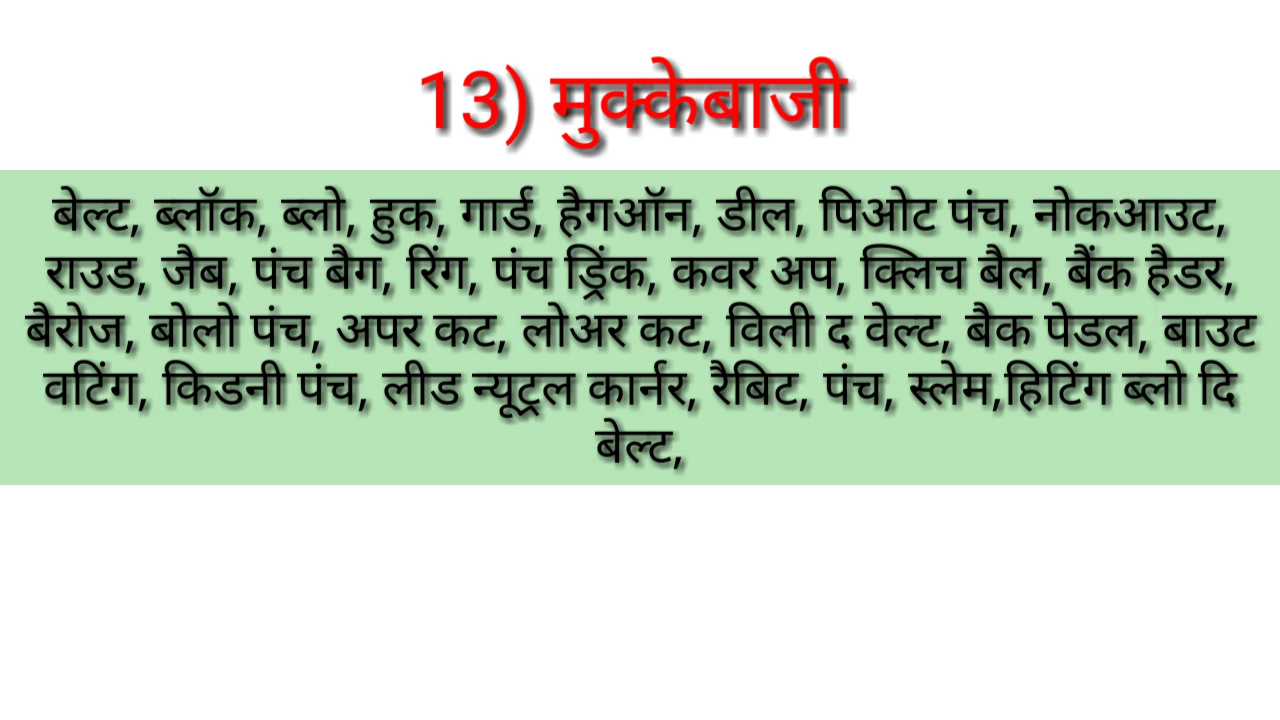 13) मुक्केबाजी
बेल्ट, ब्लॉक, ब्लो, हुक, गार्ड, हैगऑन, डील, पिओट पंच, नोकआउट,
राउड, जैब, पंच बैग, रिंग, पंच ड्रिंक, कवर अप, क्लिच बैल, बैंक हैडर,
बैरोज, बोलो पंच, अपर कट, लोअर कट, विली द वेल्ट, बैक पेडल, बाउट
वटिंग, किडनी पंच, लीड न्यूट्रल कार्नर, रैबिट, पंच, स्लेम,हिटिंग ब्लो दि
बेल्ट,